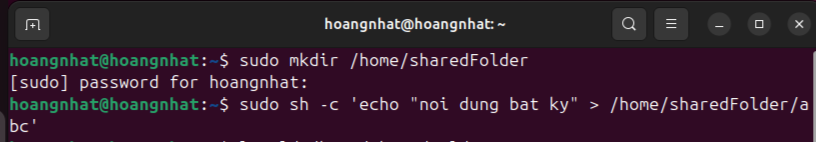 hoangnhat@hoangnhat: ~
hoangnhat@hoangnhat:~$ sudo mkdir /home/sharedFolder
[sudo] password for hoangnhat:
hoangnhat@hoangnhat:~$ sudo sh -c 'echo "noi dung bat ky" > /home/sharedFolder/a
bc'